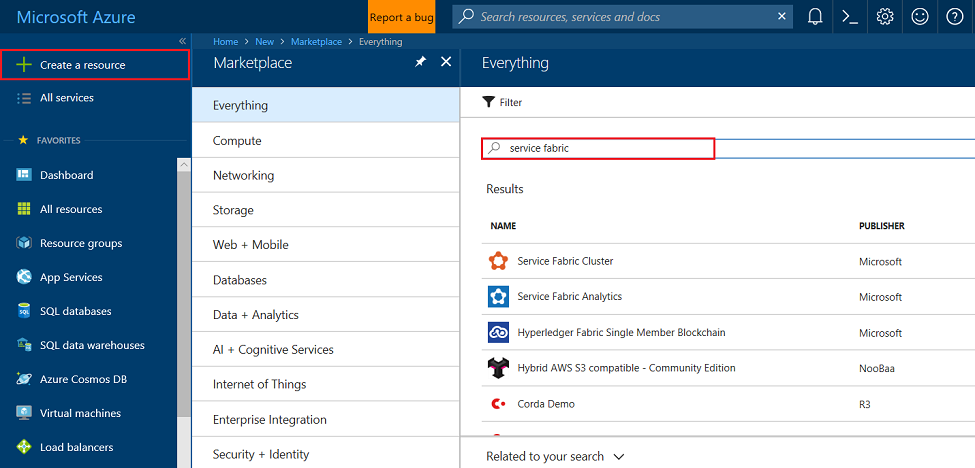 Microsoft Azure
Report a bug
Search resources, services and docs
Home > New > Marketplace > Everything
Create a resource
All services
FAVORITES
Dashboard
All resources
Resource groups
App Services
SQL databases
SQL data warehouses
Azure Cosmos DB
Virtual machines
Load balancers
Marketplace
Everything
Compute
Networking
Storage
Web + Mobile
Databases
Data + Analytics
AI + Cognitive Services
Internet of Things
Enterprise Integration
Security + Identity
Everything
Filter
service fabric
Results
NAME PUBLISHER
Service Fabric Cluster Microsoft
Service Fabric Analytics Microsoft
Hyperledger Fabric Single Member Blockchain Microsoft
Hybrid AWS S3 compatible - Community Edition NooBaa
Corda Demo R3
Related to your search